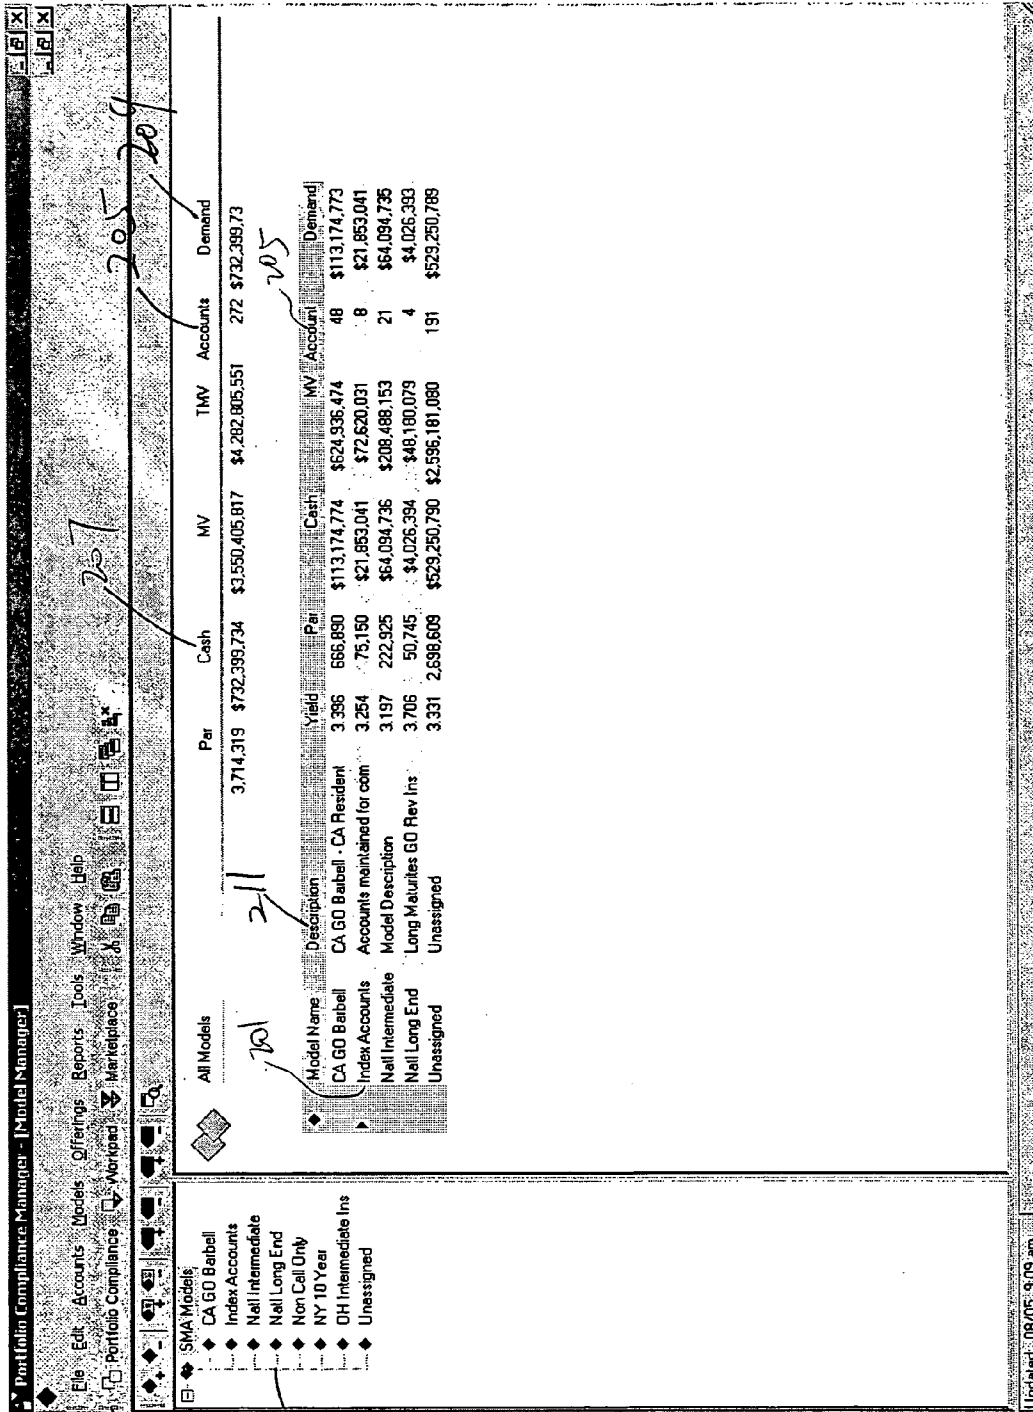 Portfolio Compliance Manager - [Model Manager]
File Edit Accounts Models Offerings Reports Tools Window Help
Portfolio Compliance Workpad Marketplace
SMA Models
CA GO Barbell
Index Accounts
Natl Intermediate
Natl Long End
Non Call Only
NY 10 Year
OH Intermediate Ins
Unassigned
207
205
209
All Models Par Cash MV TMV Accounts Demand
3,714,319 $732,399,734 $3,550,405,817 $4,282,805,551 272 $732,399,73
201
211
205
Model Name Description Yield Par Cash MV Account Demand
CA GO Barbell CA GO Barbell - CA Resident 3.396 666,890 $113,174,774 $624,936,474 48 $113,174,773
Index Accounts Accounts maintained for com 3.254 75,150 $21,853,041 $72,620,031 8 $21,853,041
Natl Intermediate Model Description 3.197 222,925 $64,094,736 $208,488,153 21 $64,094,735
Natl Long End Long Maturites GO Rev Ins 3.706 50,745 $4,026,394 $48,180,079 4 $4,026,393
Unassigned Unassigned 3.331 2,698,609 $529,250,790 $2,596,181,080 191 $529,250,789
Updated: 08/05 9:09 am